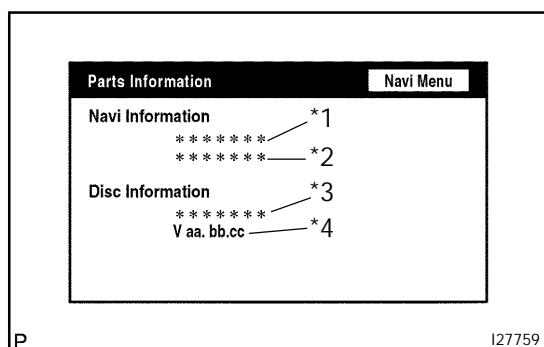 Parts Information Navi Menu
Navi Information
******* *1
******* *2
Disc Information
******* *3
V aa. bb.cc *4
P I27759